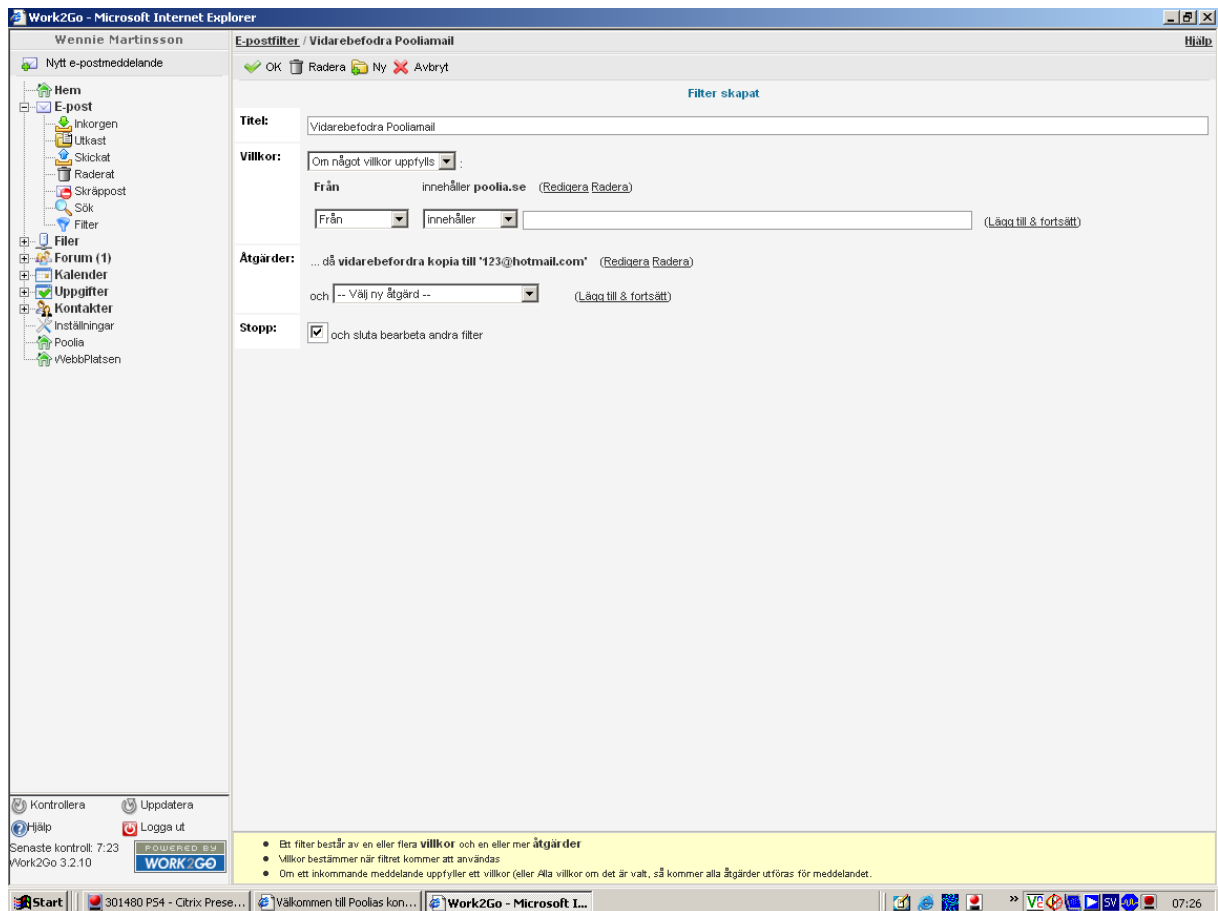 Work2Go - Microsoft Internet Explorer
Wennie Martinsson
Nytt e-postmeddelande
Hem
E-post
Inkorgen
Utkast
Skickat
Raderat
Skräppost
Sök
Filter
Filer
Forum (1)
Kalender
Uppgifter
Kontakter
Inställningar
Poolia
WebbPlatsen
Kontrollera Uppdatera
Hjälp Logga ut
Senaste kontroll: 7:23
Work2Go 3.2.10
POWERED BY
WORK2GO
E-postfilter / Vidarebefodra Pooliamail Hjälp
OK Radera Ny Avbryt
Filter skapat
Titel: Vidarebefodra Pooliamail
Villkor: Om något villkor uppfylls :
Från innehåller poolia.se (Redigera Radera)
Från innehåller (Lägg till & fortsätt)
Åtgärder: ... då vidarebefordra kopia till '123@hotmail.com' (Redigera Radera)
och -- Välj ny åtgärd -- (Lägg till & fortsätt)
Stopp: och sluta bearbeta andra filter
Ett filter består av en eller flera villkor och en eller mer åtgärder
Villkor bestämmer när filtret kommer att användas
Om ett inkommande meddelande uppfyller ett villkor (eller Alla villkor om det är valt, så kommer alla åtgärder utföras för meddelandet.
Start 301480 PS4 - Citrix Prese... Välkommen till Poolias kon... Work2Go - Microsoft I... » SV 07:26